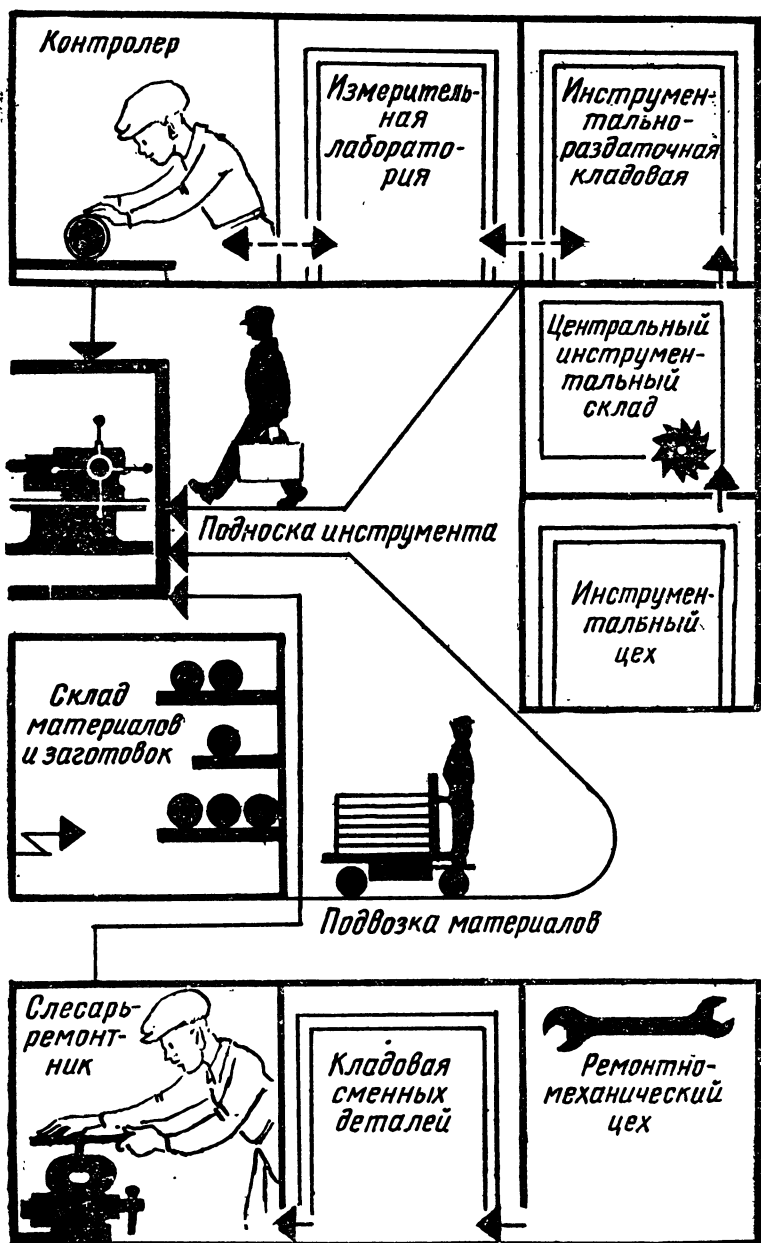 Контролер
Измеритель-
ная
лаборато-
рия
Инструмен-
тально-
раздаточная
кладовая
Центральный
инструмен-
тальный
склад
Подноска инструмента
Инструмен-
тальный
цех
Склад
материалов
и заготовок
Подвозка материалов
Слесарь-
ремонт-
ник
Кладовая
сменных
деталей
Ремонтно-
механический
цех